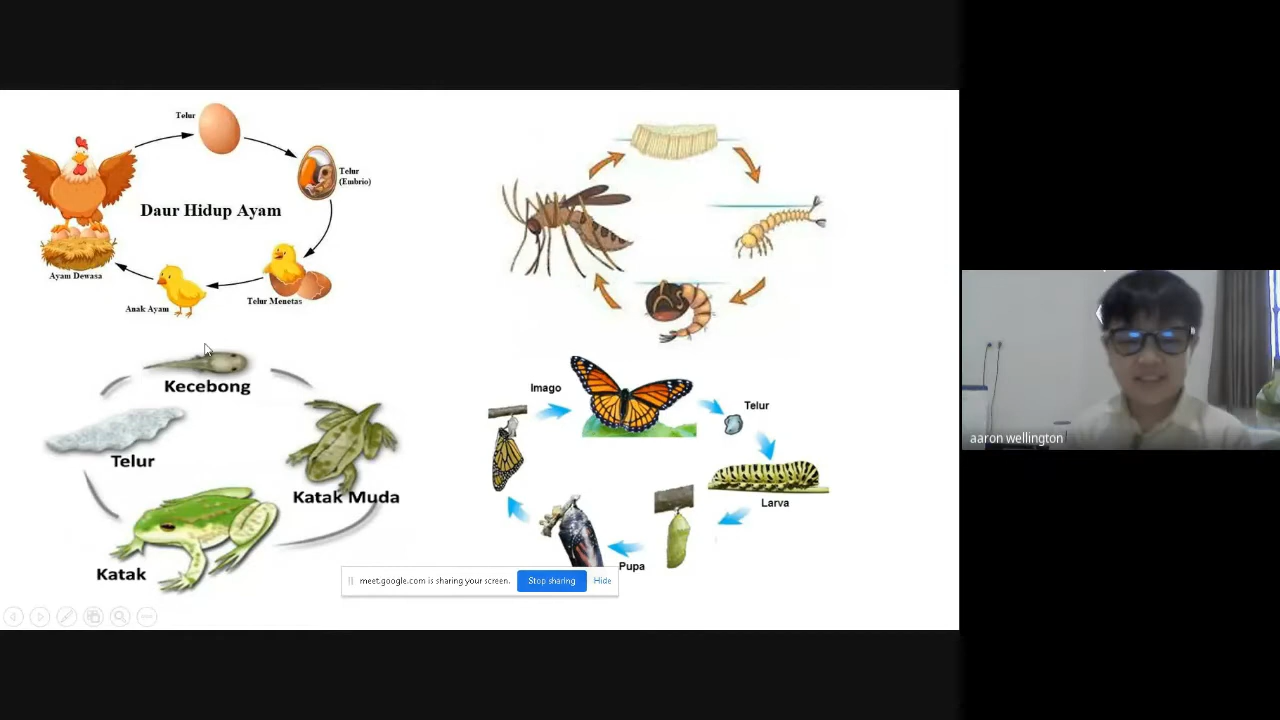 Telur
Telur
(Embrio)
Daur Hidup Ayam
Ayam Dewasa
Telur Menetas
Anak Ayam
Kecebong
Telur
Katak Muda
Katak
Imago
Telur
Larva
Pupa
meet.google.com is sharing your screen.
Stop sharing
Hide
aaron wellington